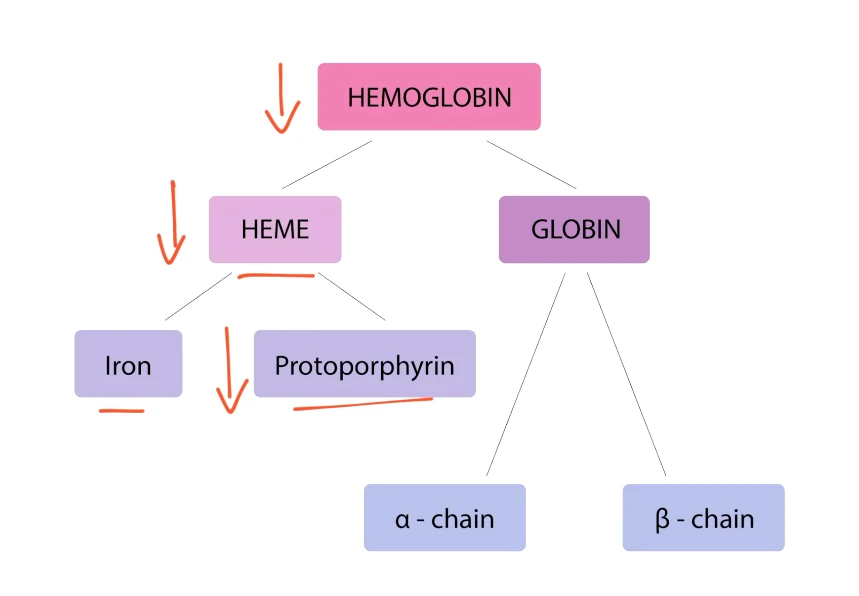 HEMOGLOBIN
HEME
GLOBIN
Iron
Protoporphyrin
α - chain
β - chain